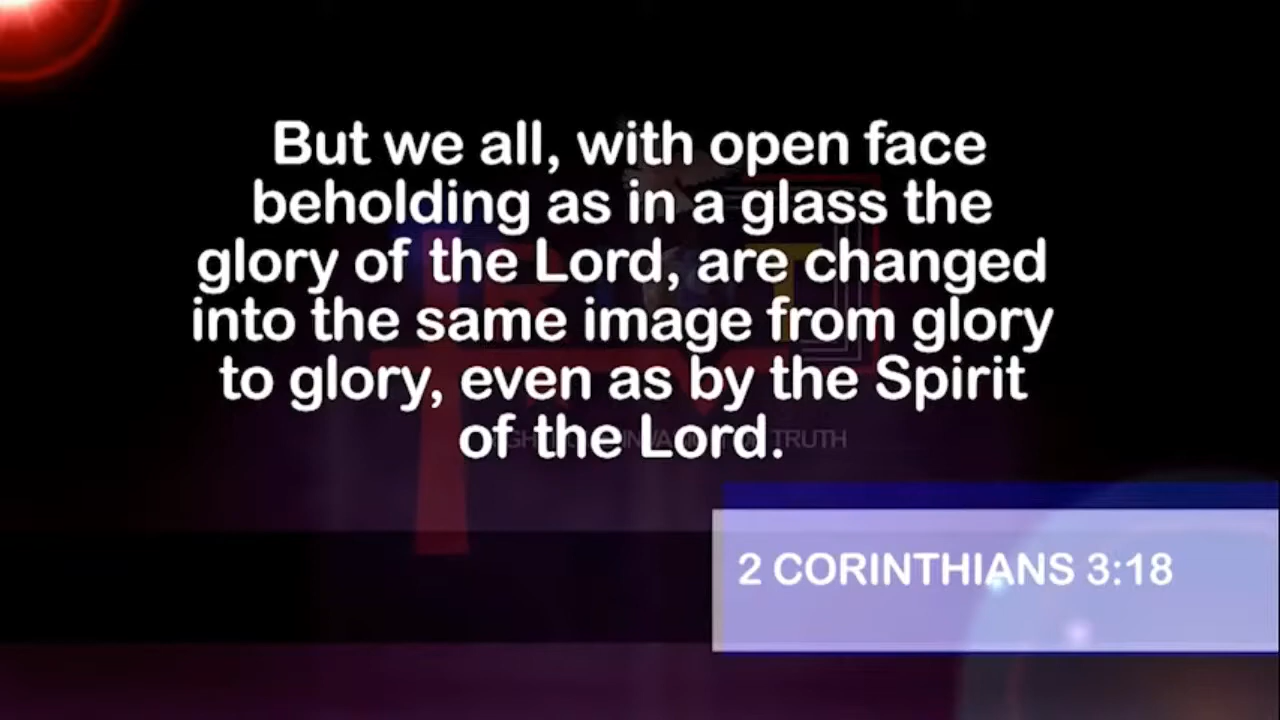 But we all, with open face
beholding as in a glass the
glory of the Lord, are changed
into the same image from glory
to glory, even as by the Spirit
of the Lord.
TRUTH
2 CORINTHIANS 3:18